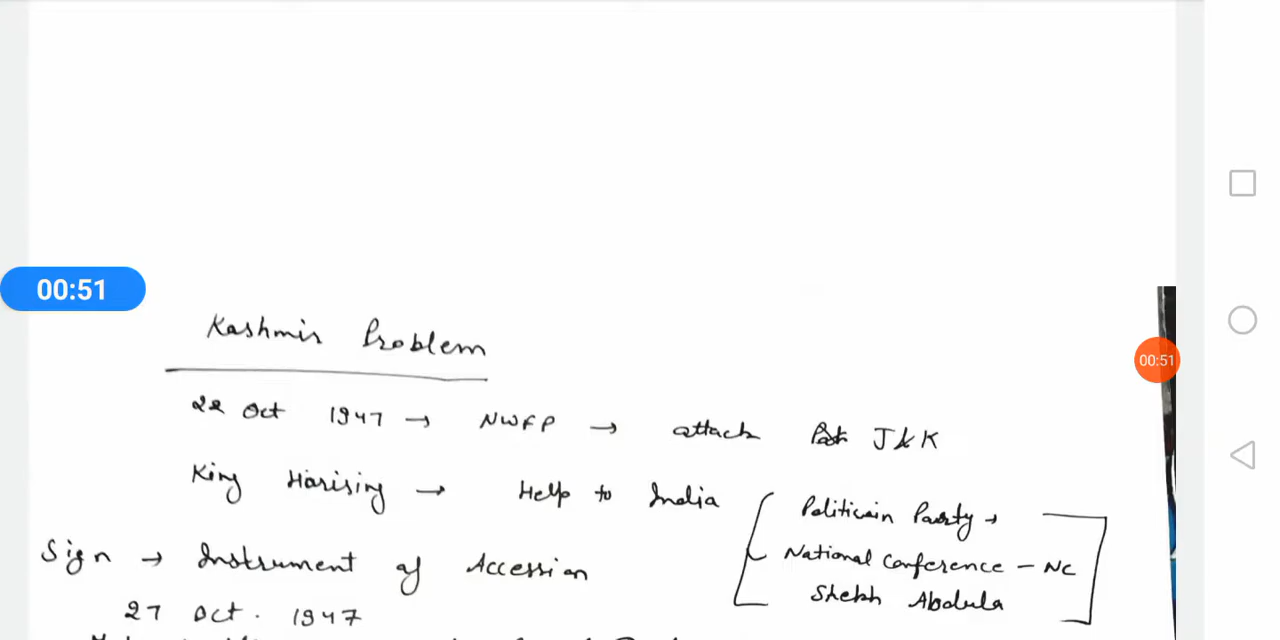 00:51
Kashmir Problem
00:51
22 Oct 1947 → NWFP → attack J&K
King Harising → Help to India
Politicain Party →
National Conference - NC
Shekh Abdula
Sign → Instrument of Accession
27 Oct. 1947